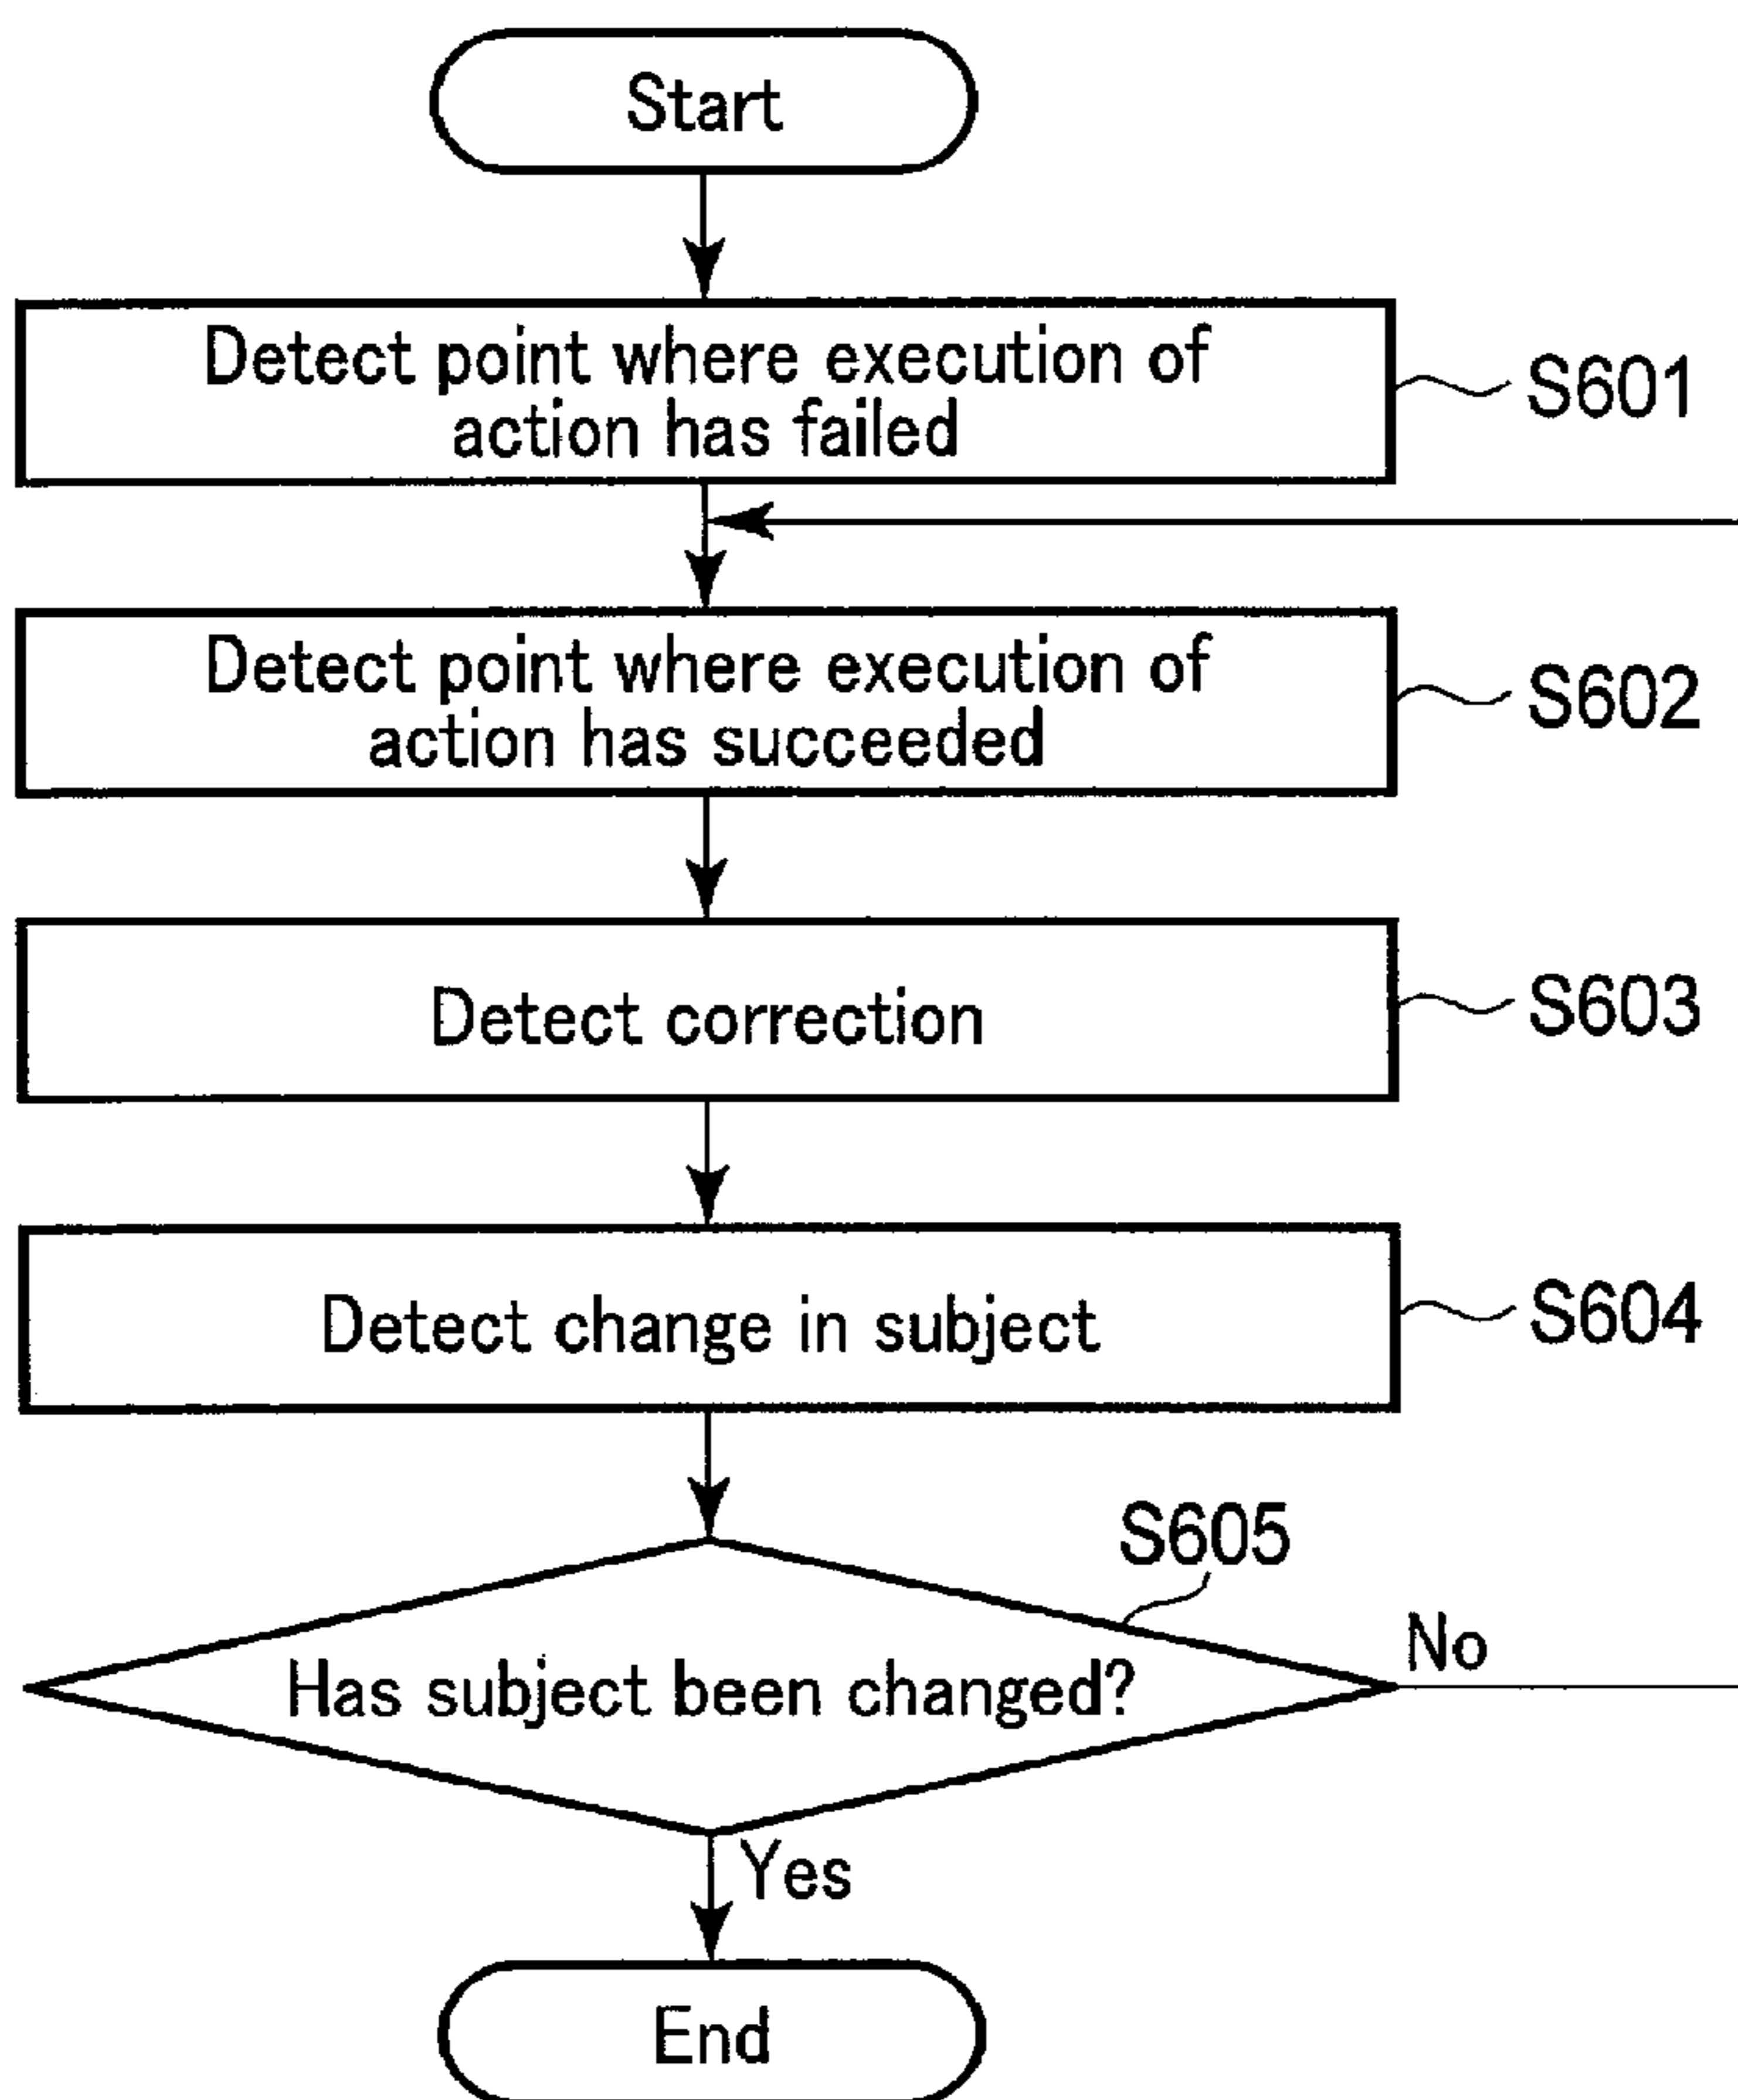 Start
Detect point where execution of
action has failed
S601
Detect point where execution of
action has succeeded
S602
Detect correction
S603
Detect change in subject
S604
S605
Has subject been changed?
No
Yes
End